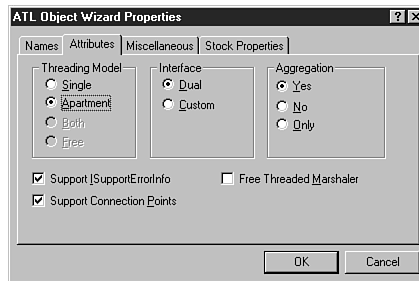 ATL Object Wizard Properties
Names Attributes Miscellaneous Stock Properties
Threading Model Interface Aggregation
Single Dual Yes
Apartment Custom No
Both Only
Free
Support ISupportErrorInfo Free Threaded Marshaler
Support Connection Points
OK Cancel